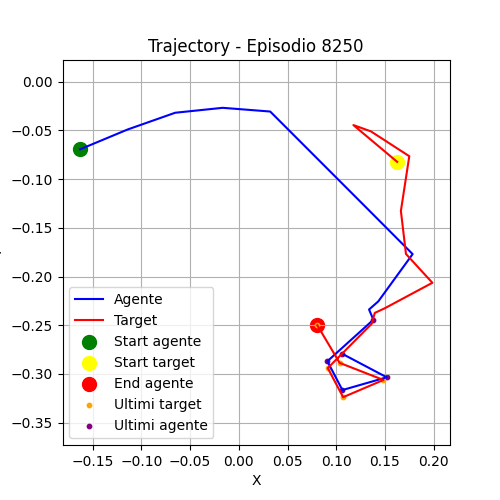 Trajectory - Episodio 8250
0.00
−0.05
−0.10
−0.15
−0.20
−0.25
−0.30
−0.35
Agente
Target
Start agente
Start target
End agente
Ultimi target
Ultimi agente
−0.15
−0.10
−0.05
0.00
0.05
0.10
0.15
0.20
X